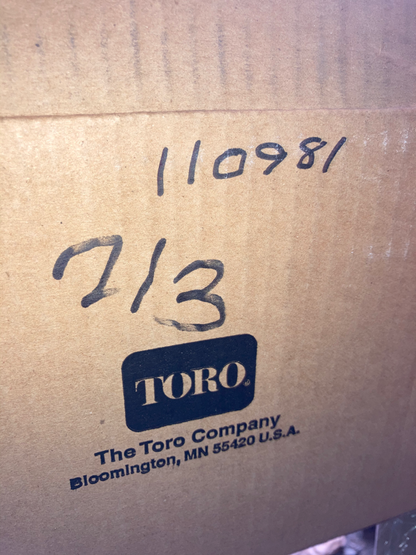 110981
7/3
TORO®
The Toro Company
Bloomington, MN 55420 U.S.A.